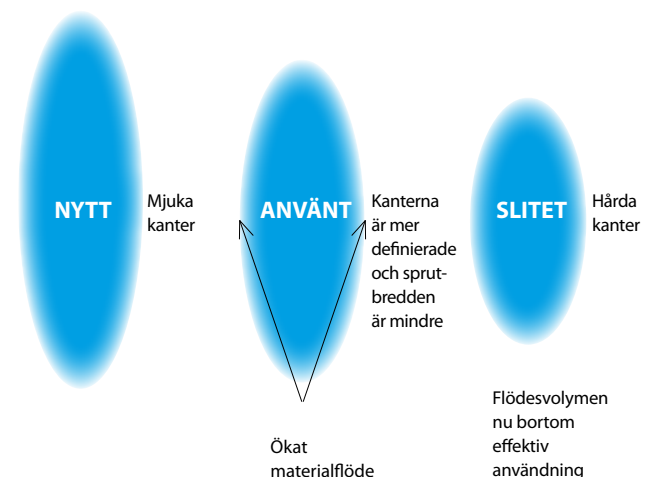 NYTT
Mjuka
kanter
ANVÄNT
Kanterna
är mer
definierade
och sprut-
bredden
är mindre
Ökat
materialflöde
SLITET
Hårda
kanter
Flödesvolymen
nu bortom
effektiv
användning